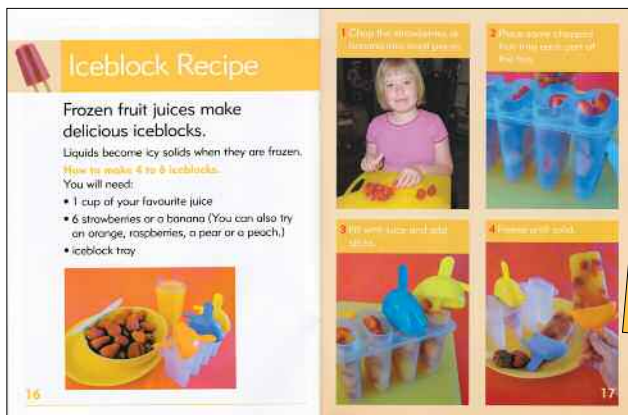 Iceblock Recipe
Frozen fruit juices make
delicious iceblocks.
Liquids become icy solids when they are frozen.
How to make 4 to 6 iceblocks.
You will need:
• 1 cup of your favourite juice
• 6 strawberries or a banana (You can also try
an orange, raspberries, a pear or a peach.)
• iceblock tray
16
1 Chop the strawberries or
banana into small pieces.
2 Place some chopped
fruit into each part of
the tray.
3 Fill with juice and add
sticks.
4 Freeze until solid.
17